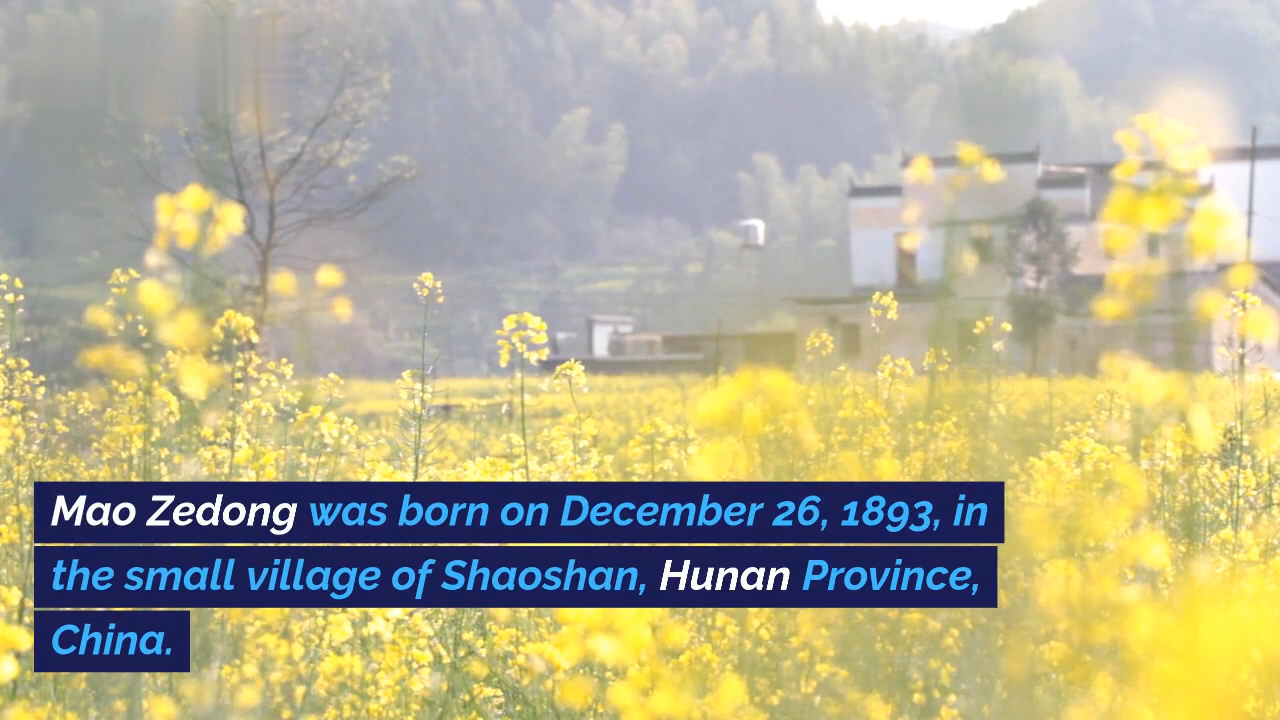 Mao Zedong was born on December 26, 1893, in
the small village of Shaoshan, Hunan Province,
China.